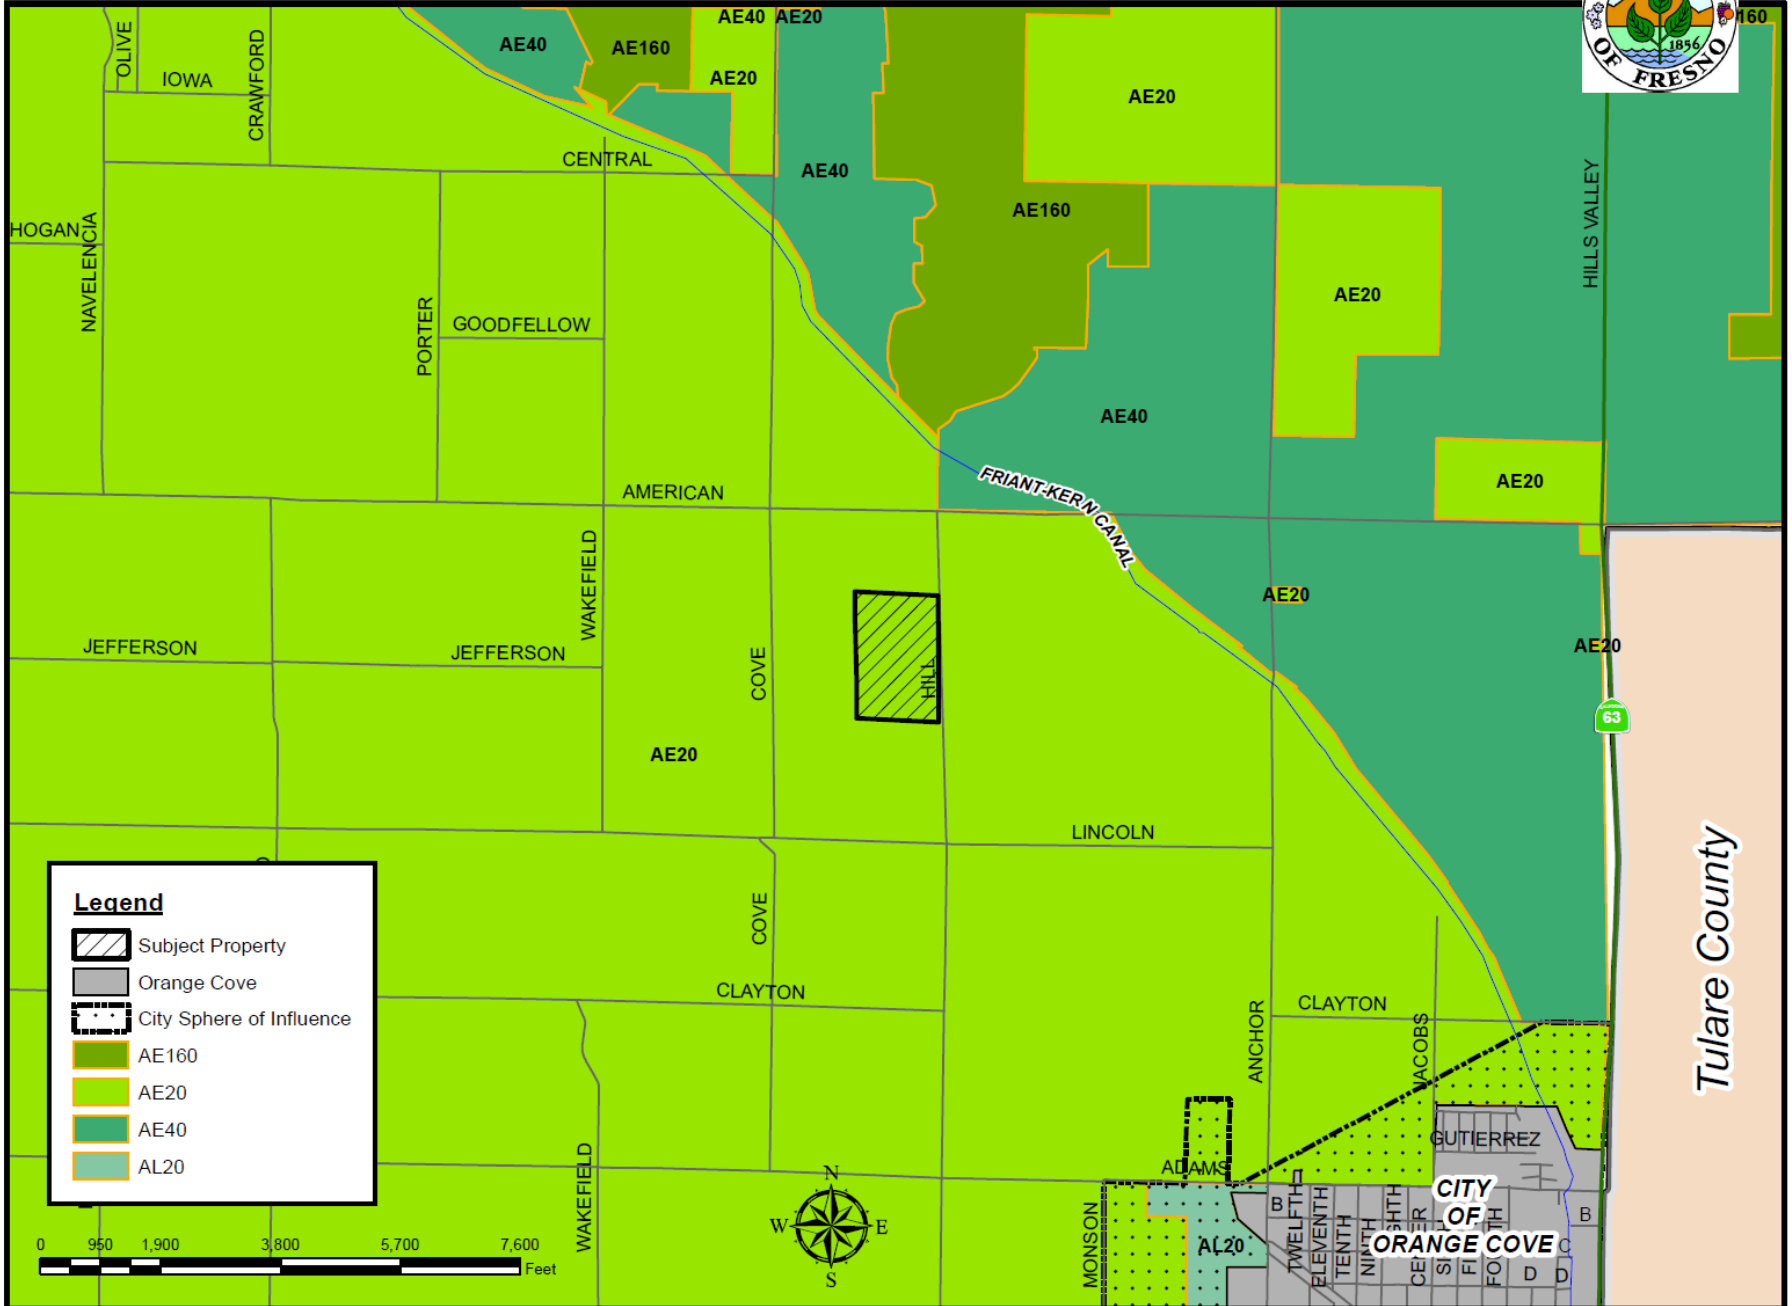 AE40
AE20
160
AE40
AE160
AE20
OLIVE
IOWA
CRAWFORD
1856
OF FRESNO
AE20
CENTRAL
AE40
HILLS VALLEY
AE160
HOGAN
NAVELENCIA
PORTER
GOODFELLOW
AE20
AE40
AMERICAN
FRIANT-KERN CANAL
AE20
WAKEFIELD
AE20
JEFFERSON
JEFFERSON
COVE
HILL
AE20
63
AE20
LINCOLN
Tulare County
Legend
Subject Property
Orange Cove
City Sphere of Influence
AE160
AE20
AE40
AL20
COVE
CLAYTON
ANCHOR
CLAYTON
JACOBS
GUTIERREZ
ADAMS
WAKEFIELD
N
W
E
S
MONSON
AL20
B
TWELFTH
ELEVENTH
TENTH
NINTH
CITY
OF
ORANGE COVE
B
C
D
D
0
950
1,900
3,800
5,700
7,600
Feet